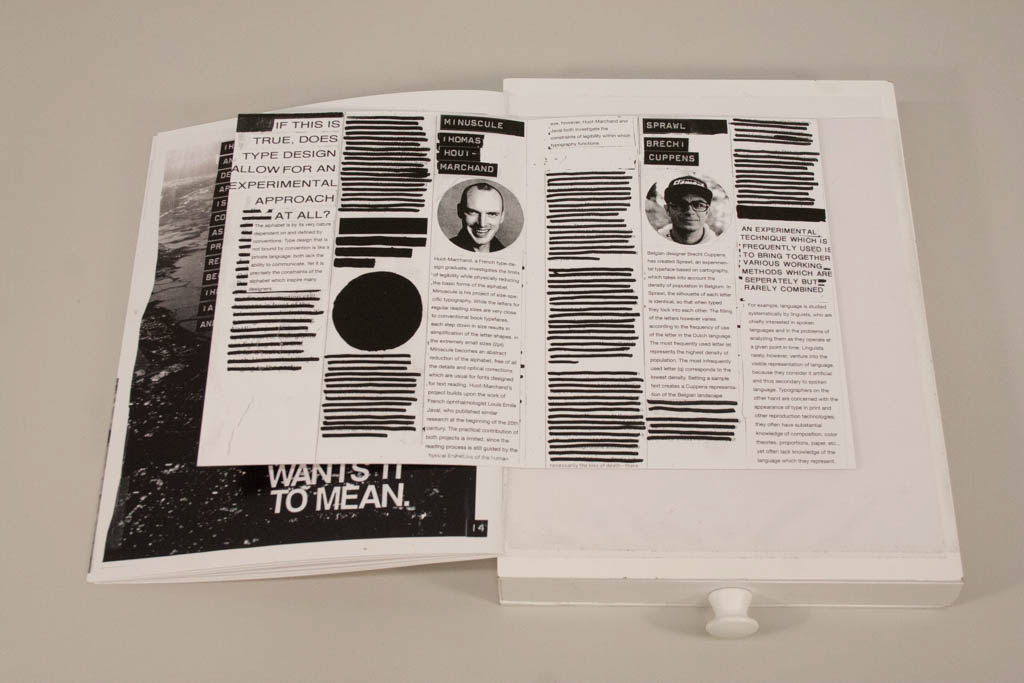 IF THIS IS
TRUE, DOES
TYPE DESIGN
ALLOW FOR AN
EXPERIMENTAL
APPROACH
AT ALL?
The alphabet is by its very nature
dependent on and defined by
conventions. Type design that is
not bound by convention is like a
private language: both lack the
ability to communicate. Yet it is
precisely the constraints of the
alphabet which inspire many
designers.
MINUSCULE
THOMAS
HOUI-
MARCHAND
Huot-Marchand, a French type-
design graduate, investigates the limits
of legibility while physically reducing
the basic forms of the alphabet.
Minuscule is his project of size-spe-
cific typography. While the letters for
regular reading sizes are very close
to conventional book typefaces,
each step down in size results in
simplification of the letter-shapes. In
the extremely small sizes (2pt)
Minuscule becomes an abstract
reduction of the alphabet, free of all
the details and optical corrections
which are usual for fonts designed
for text reading. Huot-Marchand's
project builds upon the work of
French ophthalmologist Louis Emile
Javal, who published similar
research at the beginning of the 20th
century. The practical contribution of
both projects is limited, since the
reading process is still guided by the
typical limitations of the human
eye, however, Huot-Marchand and
Javal both investigate the
constraints of legibility within which
typography functions.
necessarily the kiss of death
SPRAWL
BRECHT
CUPPENS
Belgian designer Brecht Cuppens
has created Sprawl, an experimen-
tal typeface based on cartography,
which takes into account the
density of population in Belgium. In
Sprawl, the silhouette of each letter
is identical, so that when typed
they lock into each other. The filling
of the letters however varies
according to the frequency of use
of the letter in the Dutch language.
The most frequently used letter (e)
represents the highest density of
population. The most infrequently
used letter (q) corresponds to the
lowest density. Setting a sample
text creates a Cuppens representa-
tion of the Belgian landscape.
AN EXPERIMENTAL
TECHNIQUE WHICH IS
FREQUENTLY USED IS
TO BRING TOGETHER
VARIOUS WORKING
METHODS WHICH ARE
SEPERATELY BUT
RARELY COMBINED
For example, language is studied
systematically by linguists, who are
chiefly interested in spoken
languages and in the problems of
analyzing them as they operate at
a given point in time. Linguists
rarely, however, venture into the
visible representation of language,
because they consider it artificial
and thus secondary to spoken
language. Typographers on the
other hand are concerned with the
appearance of type in print and
other reproduction technologies;
they often have substantial
knowledge of composition, color
theories, proportions, paper, etc.,
yet often lack knowledge of the
language which they represent.
WANTS IT
TO MEAN.
14